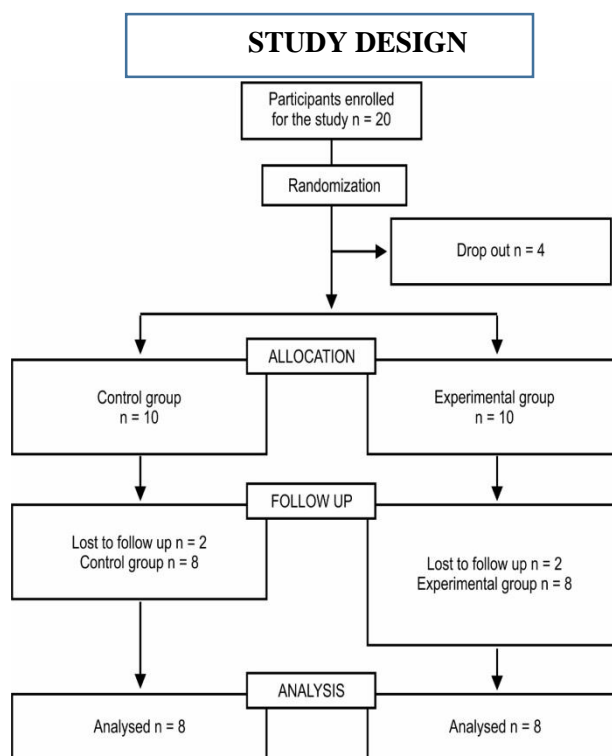 STUDY DESIGN
Participants enrolled
for the study n = 20
Randomization
Drop out n = 4
ALLOCATION
Control group
n = 10
Experimental group
n = 10
FOLLOW UP
Lost to follow up n = 2
Control group n = 8
Lost to follow up n = 2
Experimental group n = 8
ANALYSIS
Analysed n = 8
Analysed n = 8